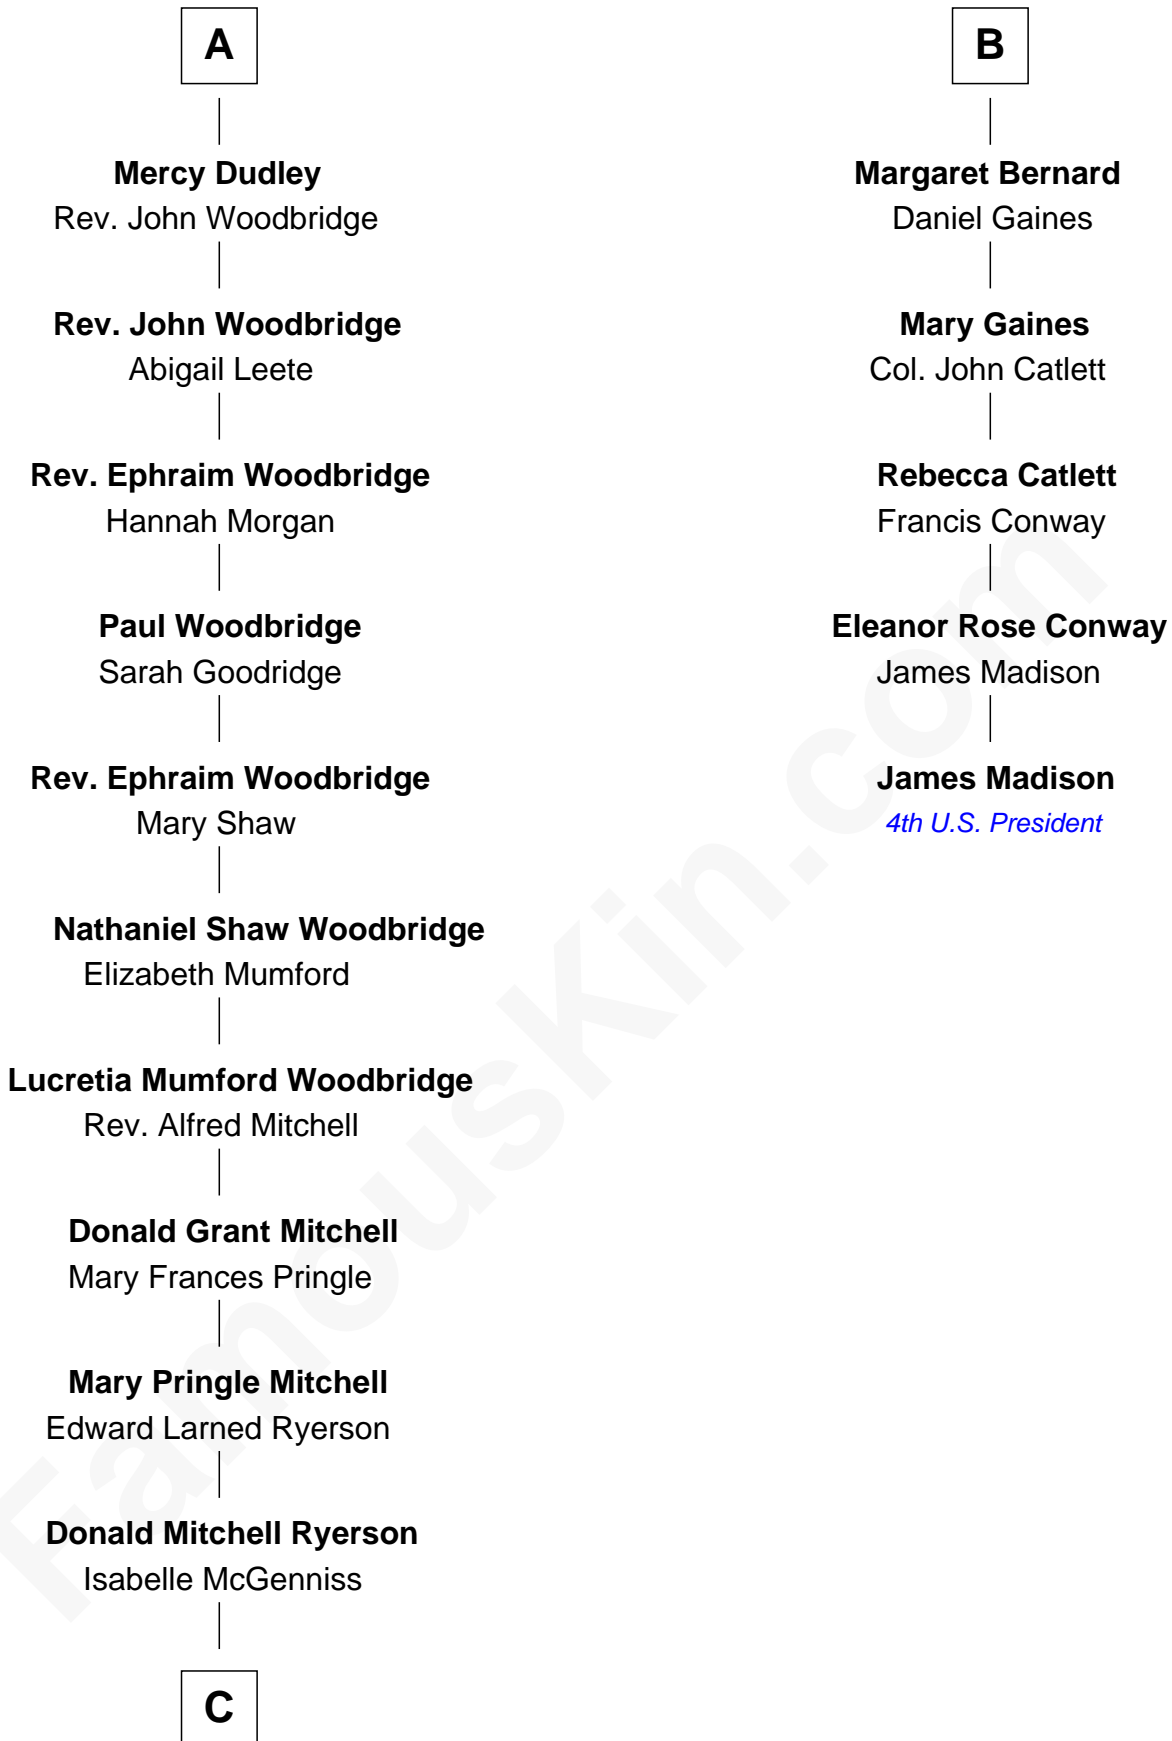 A
Mercy Dudley
Rev. John Woodbridge
Rev. John Woodbridge
Abigail Leete
Rev. Ephraim Woodbridge
Hannah Morgan
Paul Woodbridge
Sarah Goodridge
Rev. Ephraim Woodbridge
Mary Shaw
Nathaniel Shaw Woodbridge
Elizabeth Mumford
Lucretia Mumford Woodbridge
Rev. Alfred Mitchell
Donald Grant Mitchell
Mary Frances Pringle
Mary Pringle Mitchell
Edward Larned Ryerson
Donald Mitchell Ryerson
Isabelle McGenniss
C
B
Margaret Bernard
Daniel Gaines
Mary Gaines
Col. John Catlett
Rebecca Catlett
Francis Conway
Eleanor Rose Conway
James Madison
James Madison
4th U.S. President
FamousKin.com